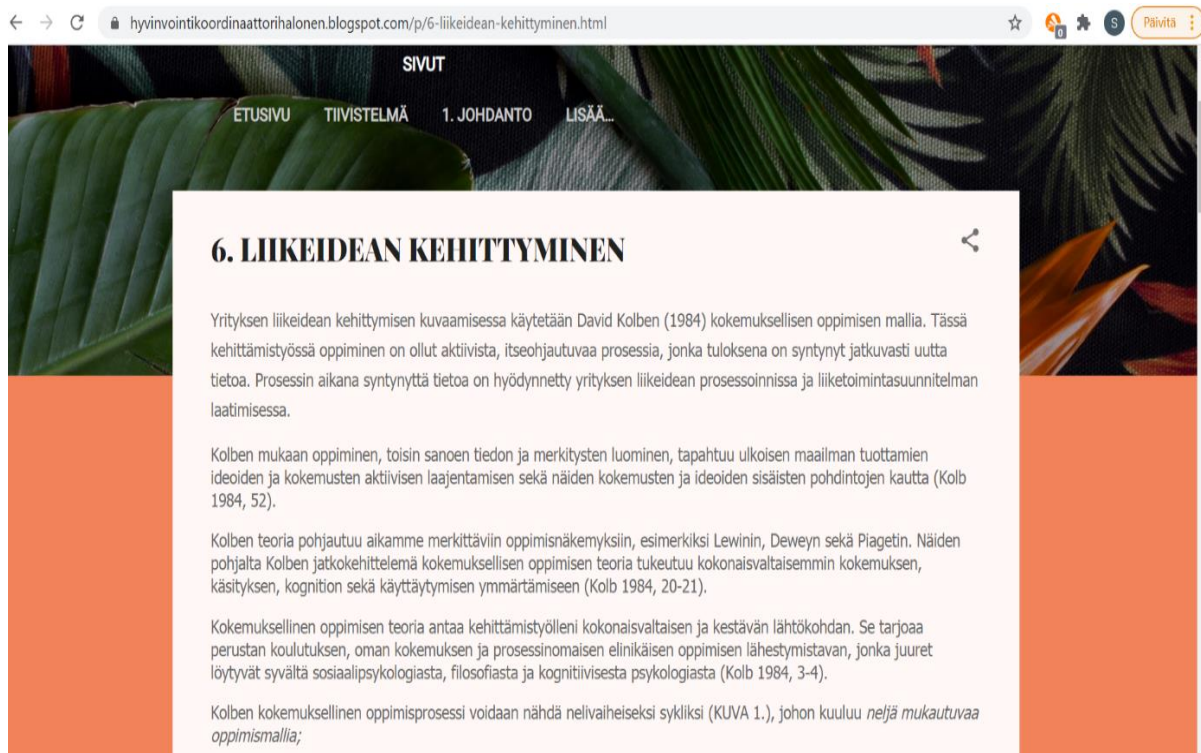 hyvinvointikoordinaattorihalonen.blogspot.com/p/6-liikeidean-kehittyminen.html
0
S
Päivitä
SIVUT
ETUSIVU TIIVISTELMÄ 1. JOHDANTO LISÄÄ...
6. LIIKEIDEAN KEHITTYMINEN
Yrityksen liikeidean kehittymisen kuvaamisessa käytetään David Kolben (1984) kokemuksellisen oppimisen mallia. Tässä
kehittämistyössä oppiminen on ollut aktiivista, itseohjautuvaa prosessia, jonka tuloksena on syntynyt jatkuvasti uutta
tietoa. Prosessin aikana syntynyttä tietoa on hyödynnetty yrityksen liikeidean prosessoinnissa ja liiketoimintasuunnitelman
laatimisessa.
Kolben mukaan oppiminen, toisin sanoen tiedon ja merkitysten luominen, tapahtuu ulkoisen maailman tuottamien
ideoiden ja kokemusten aktiivisen laajentamisen sekä näiden kokemusten ja ideoiden sisäisten pohdintojen kautta (Kolb
1984, 52).
Kolben teoria pohjautuu aikamme merkittäviin oppimisnäkemyksiin, esimerkiksi Lewinin, Deweyn sekä Piagetin. Näiden
pohjalta Kolben jatkokehittelemä kokemuksellisen oppimisen teoria tukeutuu kokonaisvaltaisemmin kokemuksen,
käsityksen, kognition sekä käyttäytymisen ymmärtämiseen (Kolb 1984, 20-21).
Kokemuksellinen oppimisen teoria antaa kehittämistyölleni kokonaisvaltaisen ja kestävän lähtökohdan. Se tarjoaa
perustan koulutuksen, oman kokemuksen ja prosessinomaisen elinikäisen oppimisen lähestymistavan, jonka juuret
löytyvät syvältä sosiaalipsykologiasta, filosofiasta ja kognitiivisesta psykologiasta (Kolb 1984, 3-4).
Kolben kokemuksellinen oppimisprosessi voidaan nähdä nelivaiheiseksi sykliksi (KUVA 1.), johon kuuluu neljä mukautuvaa
oppimismallia;